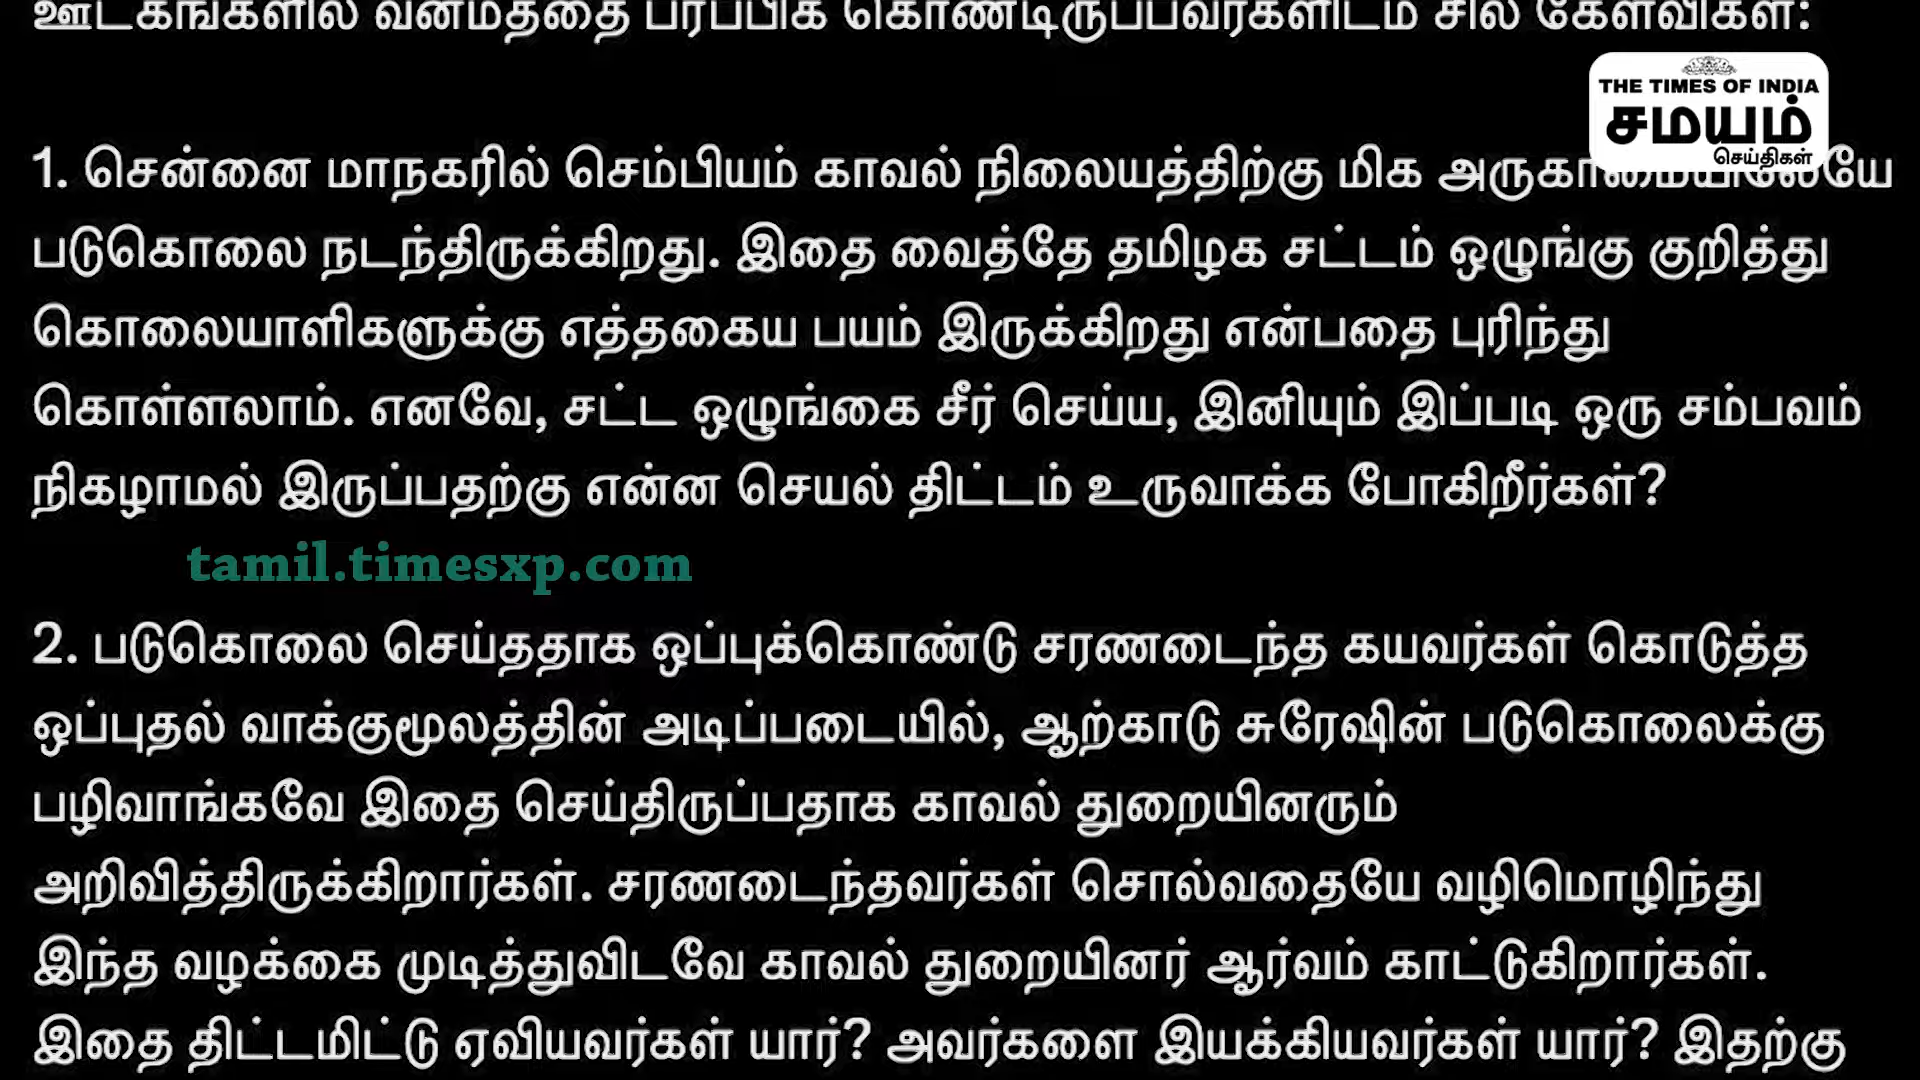 ஊடகங்களில் வன்மத்தை பரப்பிக் கொண்டிருப்பவர்களிடம் சில கேள்விகள்:
THE TIMES OF INDIA
சமயம்
செய்திகள்
1. சென்னை மாநகரில் செம்பியம் காவல் நிலையத்திற்கு மிக அருகாமையிலேயே
படுகொலை நடந்திருக்கிறது. இதை வைத்தே தமிழக சட்டம் ஒழுங்கு குறித்து
கொலையாளிகளுக்கு எத்தகைய பயம் இருக்கிறது என்பதை புரிந்து
கொள்ளலாம். எனவே, சட்ட ஒழுங்கை சீர் செய்ய, இனியும் இப்படி ஒரு சம்பவம்
நிகழாமல் இருப்பதற்கு என்ன செயல் திட்டம் உருவாக்க போகிறீர்கள்?
tamil.timesxp.com
2. படுகொலை செய்ததாக ஒப்புக்கொண்டு சரணடைந்த கயவர்கள் கொடுத்த
ஒப்புதல் வாக்குமூலத்தின் அடிப்படையில், ஆற்காடு சுரேஷின் படுகொலைக்கு
பழிவாங்கவே இதை செய்திருப்பதாக காவல் துறையினரும்
அறிவித்திருக்கிறார்கள். சரணடைந்தவர்கள் சொல்வதையே வழிமொழிந்து
இந்த வழக்கை முடித்துவிடவே காவல் துறையினர் ஆர்வம் காட்டுகிறார்கள்.
இதை திட்டமிட்டு ஏவியவர்கள் யார்? அவர்களை இயக்கியவர்கள் யார்? இதற்கு